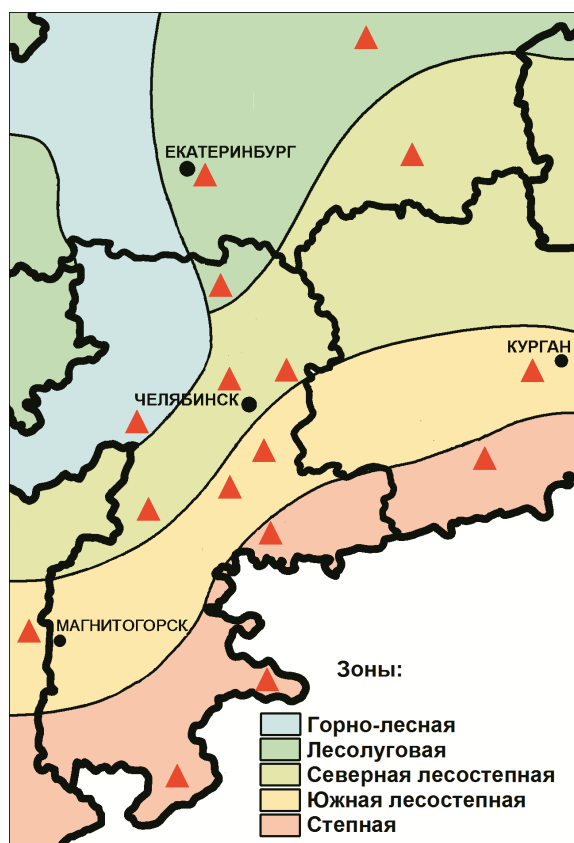 ЕКАТЕРИНБУРГ
КУРГАН
ЧЕЛЯБИНСК
МАГНИТОГОРСК
Зоны:
Горно-лесная
Лесолуговая
Северная лесостепная
Южная лесостепная
Степная